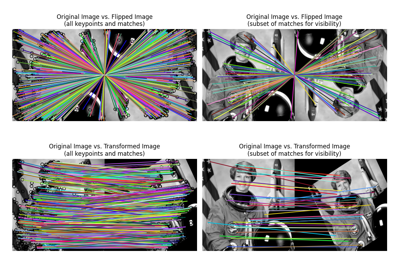 Original Image vs. Flipped Image
(all keypoints and matches)
Original Image vs. Flipped Image
(subset of matches for visibility)
Original Image vs. Transformed Image
(all keypoints and matches)
Original Image vs. Transformed Image
(subset of matches for visibility)